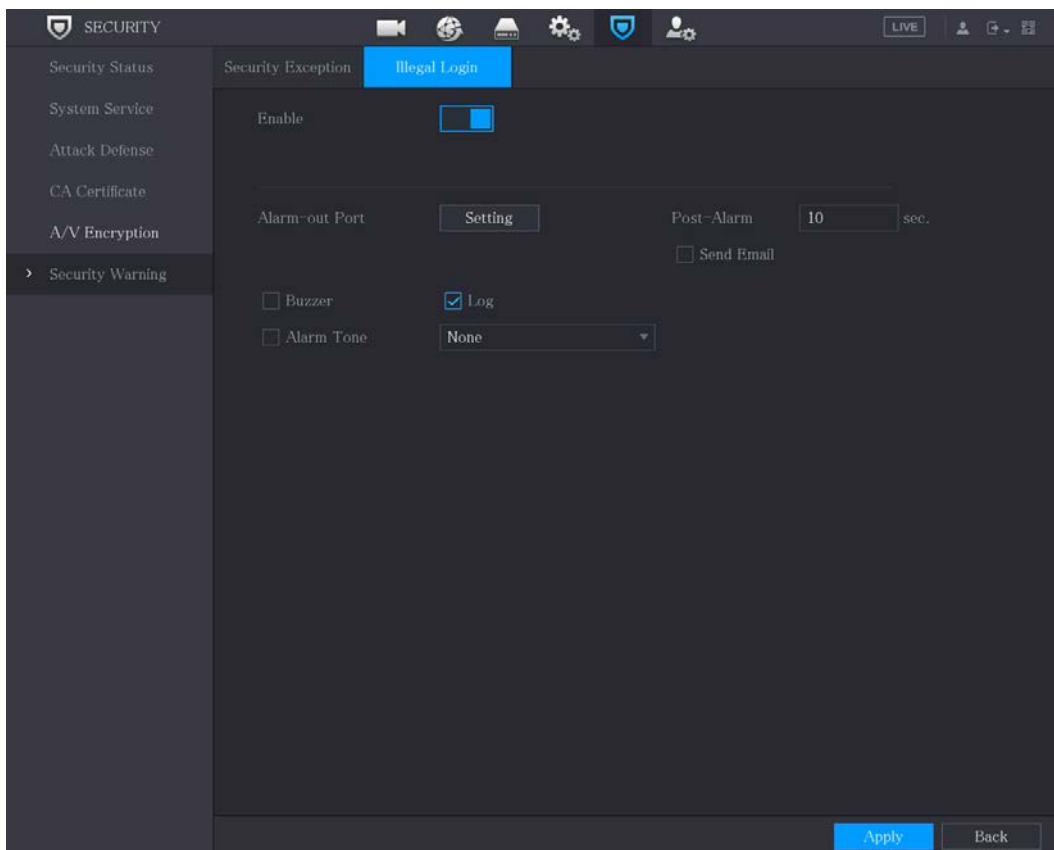 SECURITY
LIVE
Security Status
System Service
Attack Defense
CA Certificate
A/V Encryption
Security Warning
Security Exception Illegal Login
Enable
Alarm-out Port Setting Post-Alarm 10 sec.
Send Email
Buzzer Log
Alarm Tone None
Apply Back